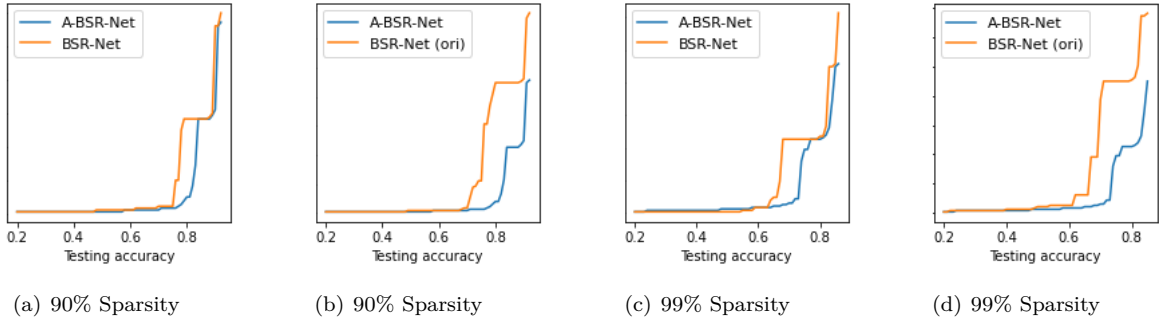 A-BSR-Net
BSR-Net
0.2 0.4 0.6 0.8
Testing accuracy
(a) 90% Sparsity
A-BSR-Net
BSR-Net (ori)
0.2 0.4 0.6 0.8
Testing accuracy
(b) 90% Sparsity
A-BSR-Net
BSR-Net
0.2 0.4 0.6 0.8
Testing accuracy
(c) 99% Sparsity
A-BSR-Net
BSR-Net (ori)
0.2 0.4 0.6 0.8
Testing accuracy
(d) 99% Sparsity